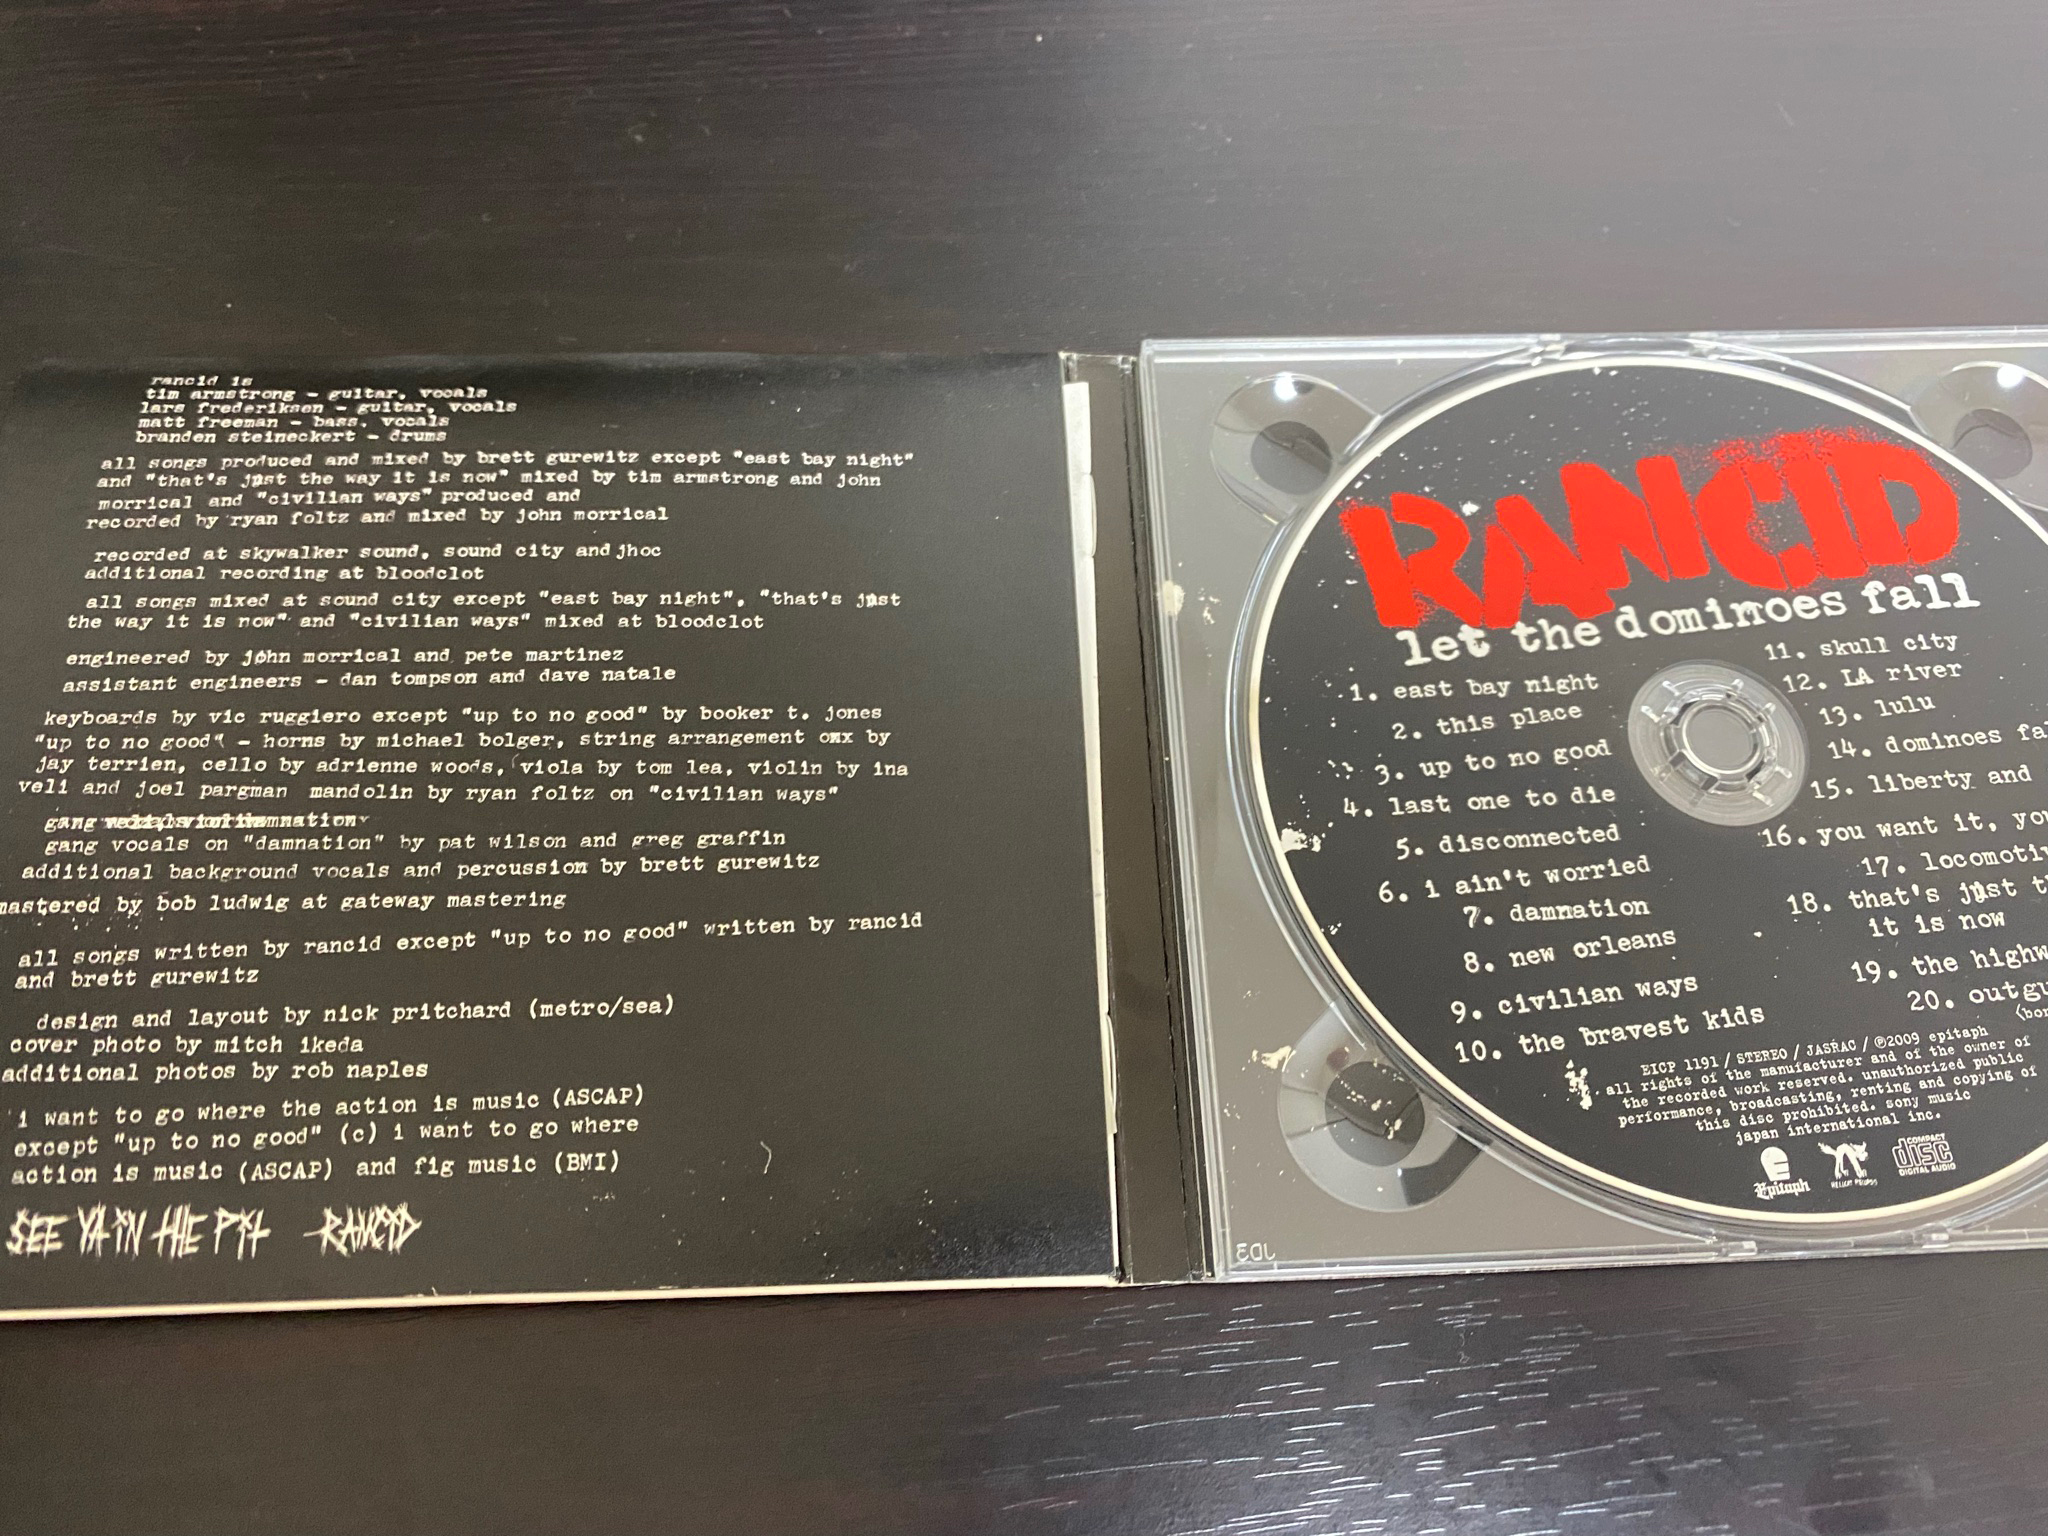 rancid is
tim armstrong - guitar, vocals
lars frederiksen - guitar, vocals
matt freeman - bass, vocals
branden steineckert - drums
all songs produced and mixed by brett gurewitz except "east bay night"
and "that's just the way it is now" mixed by tim armstrong and john
morrical and "civilian ways" produced and
recorded by ryan foltz and mixed by john morrical
recorded at skywalker sound, sound city and jhoc
additional recording at bloodclot
all songs mixed at sound city except "east bay night", "that's just
the way it is now" and "civilian ways" mixed at bloodclot
engineered by john morrical and pete martinez
assistant engineers - dan tompson and dave natale
keyboards by vic ruggiero except "up to no good" by booker t. jones
"up to no good" - horns by michael bolger, string arrangement by
jay terrien, cello by adrienne woods, viola by tom lea, violin by ina
veli and joel pargman mandolin by ryan foltz on "civilian ways"
gang
gang vocals on "damnation" by pat wilson and greg graffin
additional background vocals and percussion by brett gurewitz
mastered by bob ludwig at gateway mastering
all songs written by rancid except "up to no good" written by rancid
and brett gurewitz
design and layout by nick pritchard (metro/sea)
cover photo by mitch ikeda
additional photos by rob naples
i want to go where the action is music (ASCAP)
except "up to no good" (c) i want to go where
action is music (ASCAP) and fig music (BMI)
SEE YA IN THE PIT RANCID
RANCID
let the dominoes fall
1. east bay night
2. this place
3. up to no good
4. last one to die
5. disconnected
6. i ain't worried
7. damnation
8. new orleans
9. civilian ways
10. the bravest kids
11. skull city
12. LA river
13. lulu
14. dominoes fa
15. liberty and
16. you want it, you
17. locomotiv
18. that's just th
it is now
19. the highw
20. outgu
(bon
EICP 1191 / STEREO / JASRAC / ℗2009 epitaph
all rights of the manufacturer and of the owner of
the recorded work reserved. unauthorized public
performance, broadcasting, renting and copying of
this disc prohibited. sony music
japan international inc.
Epitaph
HELLCAT RECORDS
COMPACT
disc
DIGITAL AUDIO
JDE